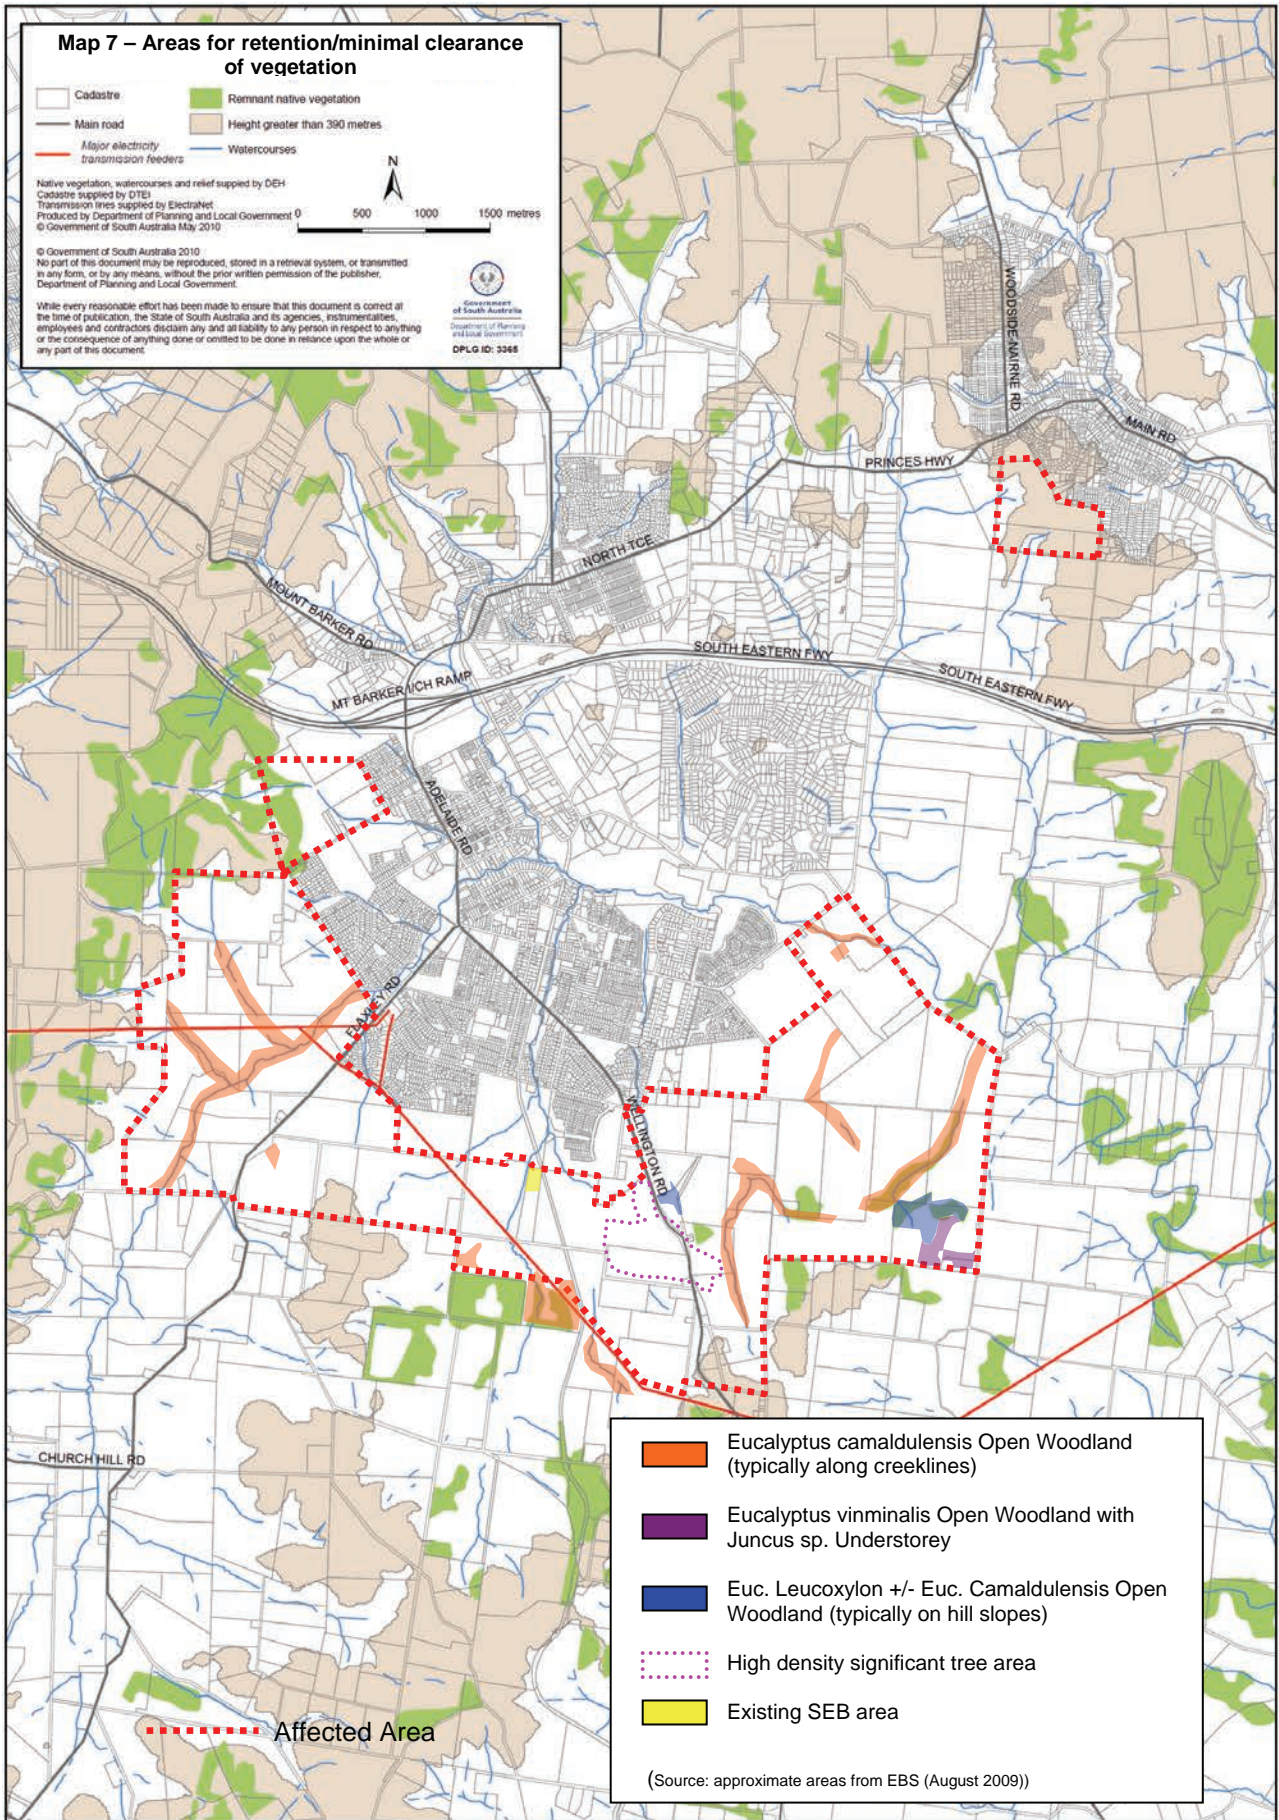 Map 7 – Areas for retention/minimal clearance
of vegetation
Cadastre
Remnant native vegetation
Main road
Height greater than 390 metres
Major electricity
transmission feeders
Watercourses
N
Native vegetation, watercourses and relief supplied by DEH
Cadastre supplied by DTEI
Transmission lines supplied by ElectraNet
Produced by Department of Planning and Local Government
© Government of South Australia May 2010
0 500 1000 1500 metres
© Government of South Australia 2010
No part of this document may be reproduced, stored in a retrieval system, or transmitted
in any form, or by any means, without the prior written permission of the publisher,
Department of Planning and Local Government.
While every reasonable effort has been made to ensure that this document is correct at
the time of publication, the State of South Australia and its agencies, instrumentalities,
employees and contractors disclaim any and all liability to any person in respect to anything
or the consequence of anything done or omitted to be done in reliance upon the whole or
any part of this document.
Government
of South Australia
Department of Planning
and Local Government
DPLG ID: 3365
WOODSIDE-NAIRNE RD
MAIN RD
PRINCES HWY
NORTH TCE
MOUNT BARKER RD
SOUTH EASTERN FWY
SOUTH EASTERN FWY
MT BARKER I/CH RAMP
ADELAIDE RD
FLAXLEY RD
WELLINGTON RD
CHURCH HILL RD
Eucalyptus camaldulensis Open Woodland
(typically along creeklines)
Eucalyptus vinminalis Open Woodland with
Juncus sp. Understorey
Euc. Leucoxylon +/- Euc. Camaldulensis Open
Woodland (typically on hill slopes)
High density significant tree area
Existing SEB area
(Source: approximate areas from EBS (August 2009))
Affected Area